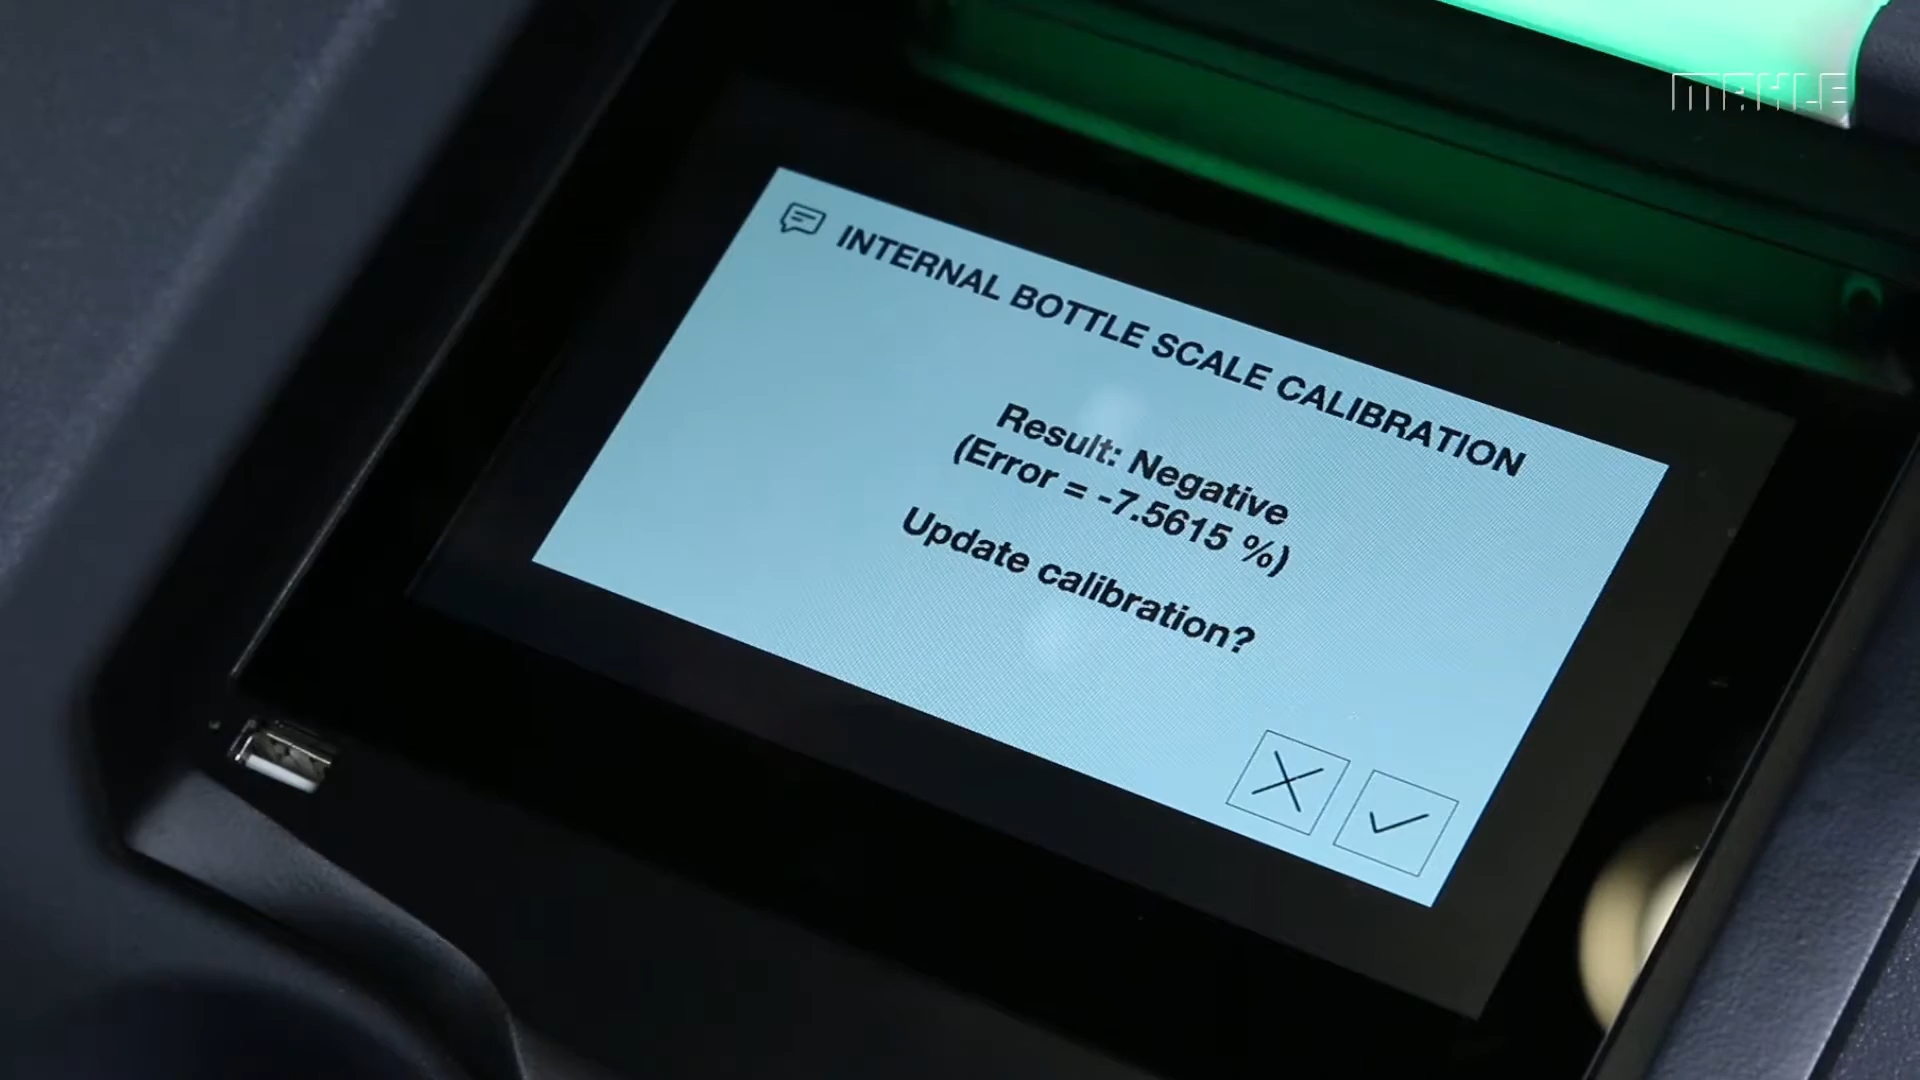 MAHLE
INTERNAL BOTTLE SCALE CALIBRATION
Result: Negative
(Error = -7.5615 %)
Update calibration?